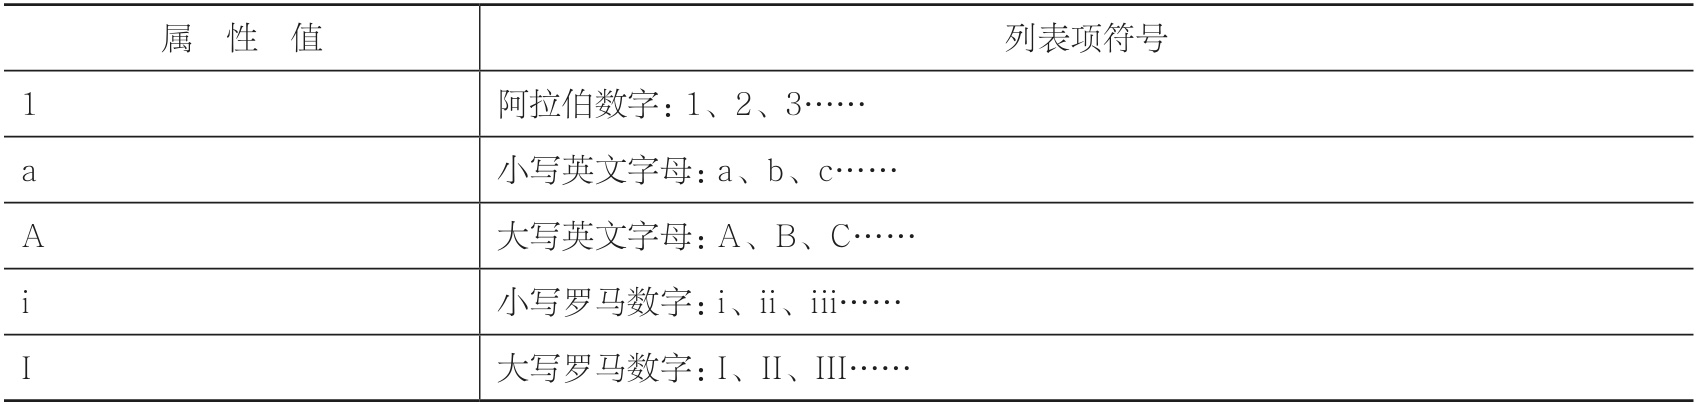 属 性 值 列表项符号
1 阿拉伯数字：1、2、3……
a 小写英文字母：a、b、c……
A 大写英文字母：A、B、C……
i 小写罗马数字：i、ii、iii……
I 大写罗马数字：I、II、III……